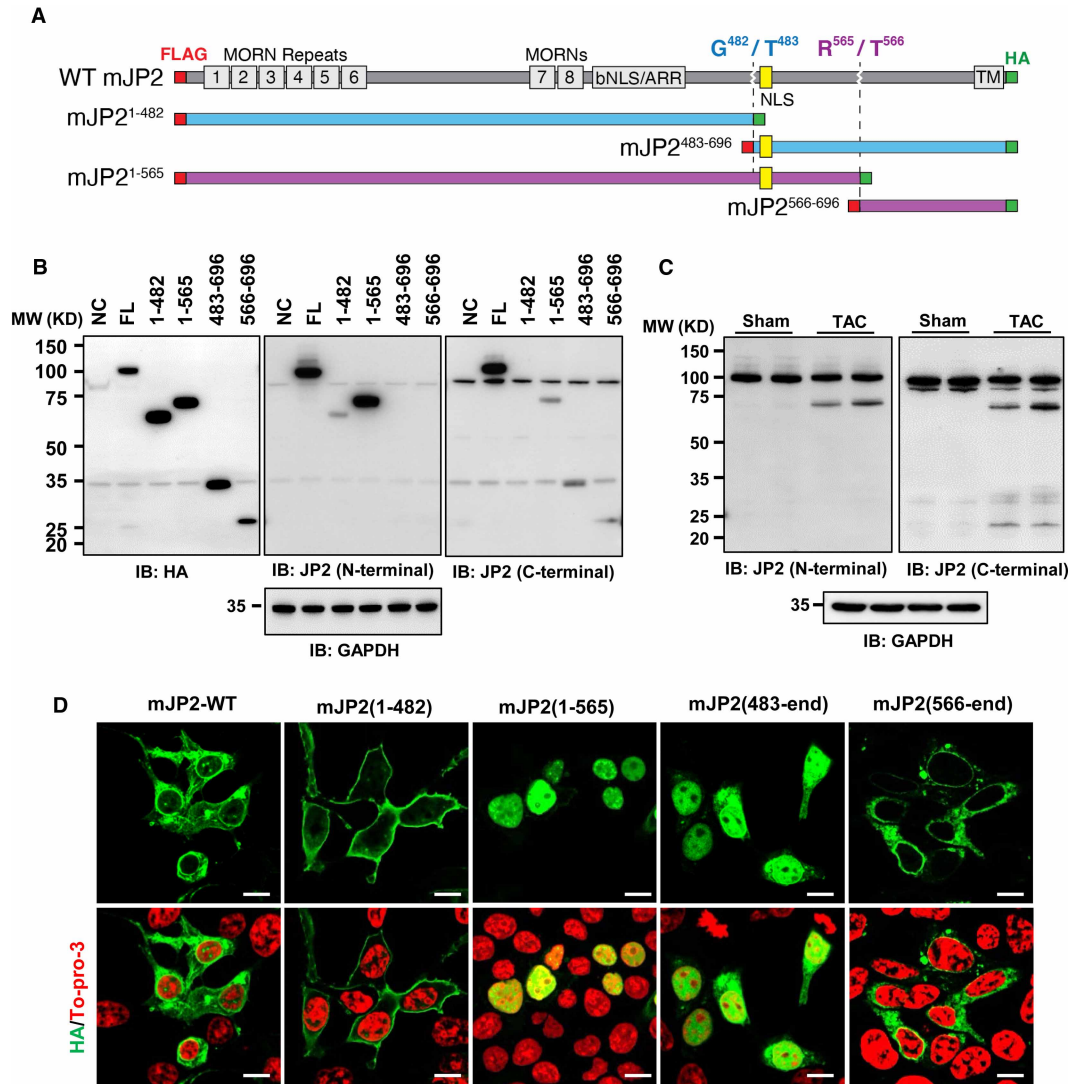 A
FLAG MORN Repeats MORNs G482 / T483 R565 / T566 HA
WT mJP2 1 2 3 4 5 6 7 8 bNLS/ARR TM
NLS
mJP21-482
mJP2483-696
mJP21-565
mJP2566-696
B
NC FL 1-482 1-565 483-696 566-696 NC FL 1-482 1-565 483-696 566-696 NC FL 1-482 1-565 483-696 566-696
MW (KD)
150
100
75
50
35
25
20
IB: HA IB: JP2 (N-terminal) IB: JP2 (C-terminal)
35
IB: GAPDH
C
MW (KD) Sham TAC Sham TAC
150
100
75
50
35
25
20
IB: JP2 (N-terminal) IB: JP2 (C-terminal)
35
IB: GAPDH
D
mJP2-WT mJP2(1-482) mJP2(1-565) mJP2(483-end) mJP2(566-end)
HA/To-pro-3